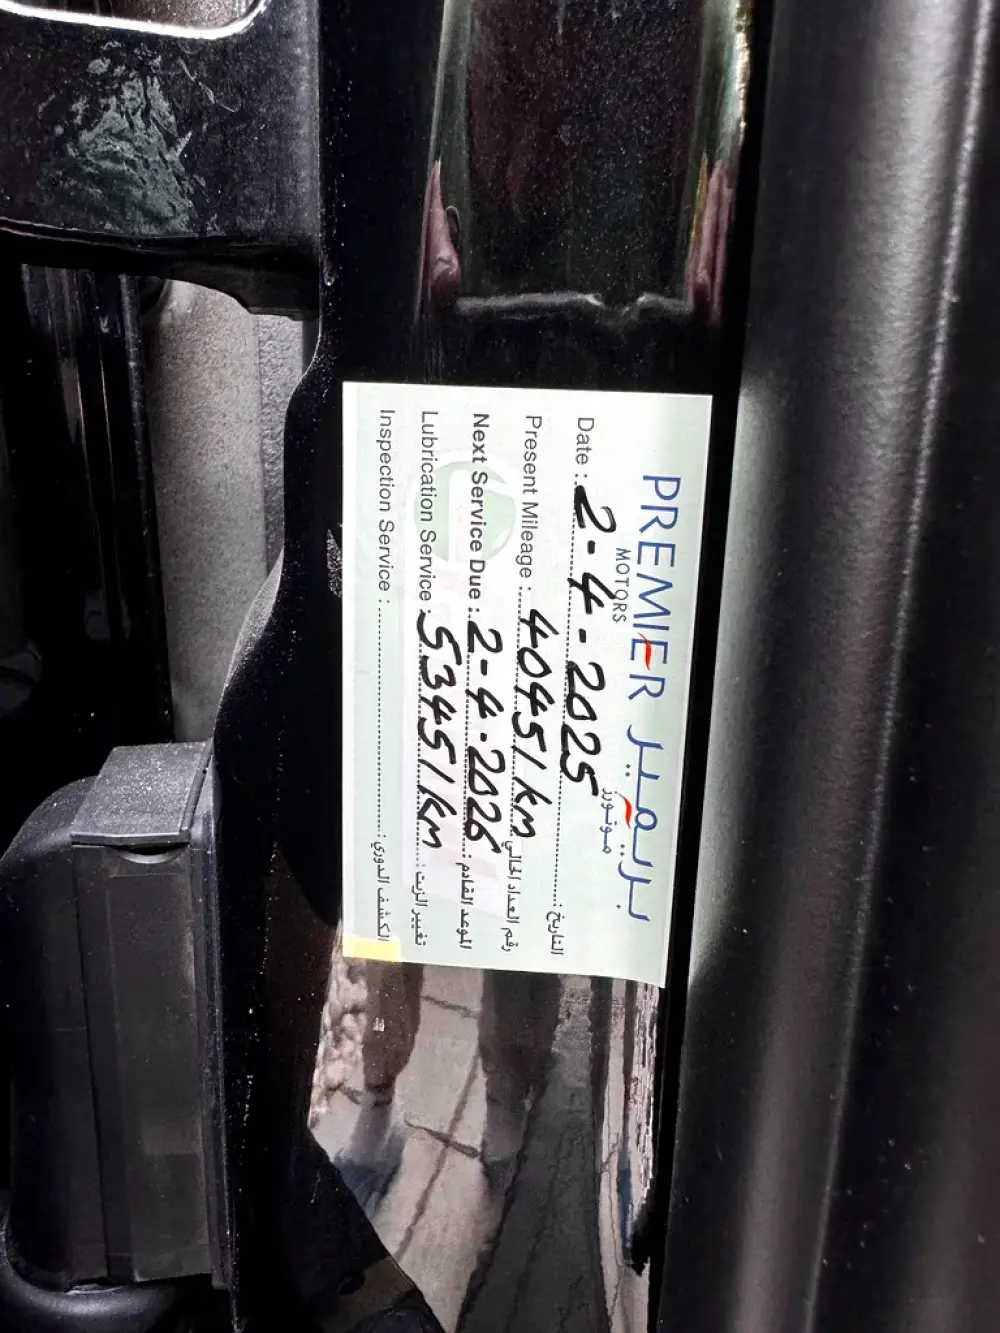 PREMIER بريمير
MOTORS موتورز
Date : 2-4-2025 التاريخ :
Present Mileage : 40451 km رقم العداد الحالي
Next Service Due : 2-4-2026 الموعد القادم :
Lubrication Service : 53451 km تغيير الزيت :
Inspection Service : الكشف الدوري :